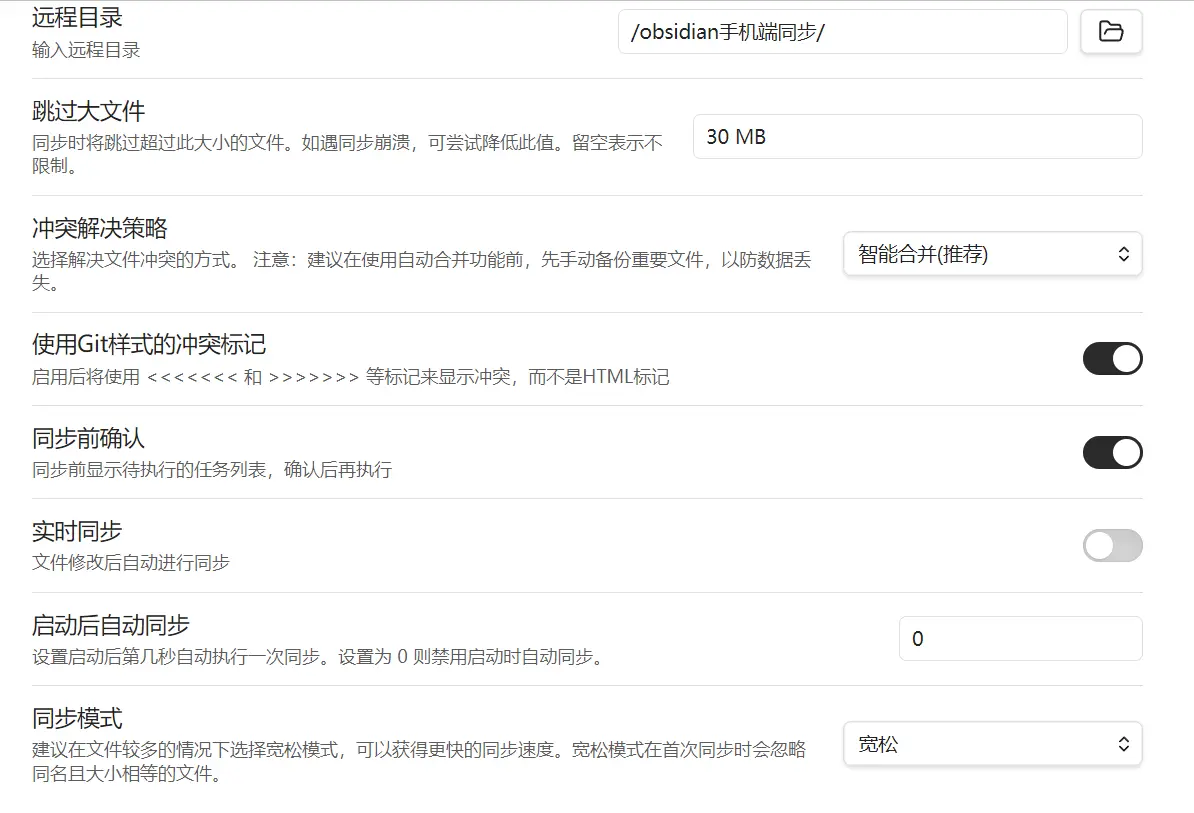 远程目录
输入远程目录
/obsidian手机端同步/
跳过大文件
同步时将跳过超过此大小的文件。如遇同步崩溃，可尝试降低此值。留空表示不
限制。
30 MB
冲突解决策略
选择解决文件冲突的方式。 注意：建议在使用自动合并功能前，先手动备份重要文件，以防数据丢
失。
智能合并(推荐)
使用Git样式的冲突标记
启用后将使用 <<<<<<< 和 >>>>>>> 等标记来显示冲突，而不是HTML标记
同步前确认
同步前显示待执行的任务列表，确认后再执行
实时同步
文件修改后自动进行同步
启动后自动同步
设置启动后第几秒自动执行一次同步。设置为 0 则禁用启动时自动同步。
0
同步模式
建议在文件较多的情况下选择宽松模式，可以获得更快的同步速度。宽松模式在首次同步时会忽略
同名且大小相等的文件。
宽松